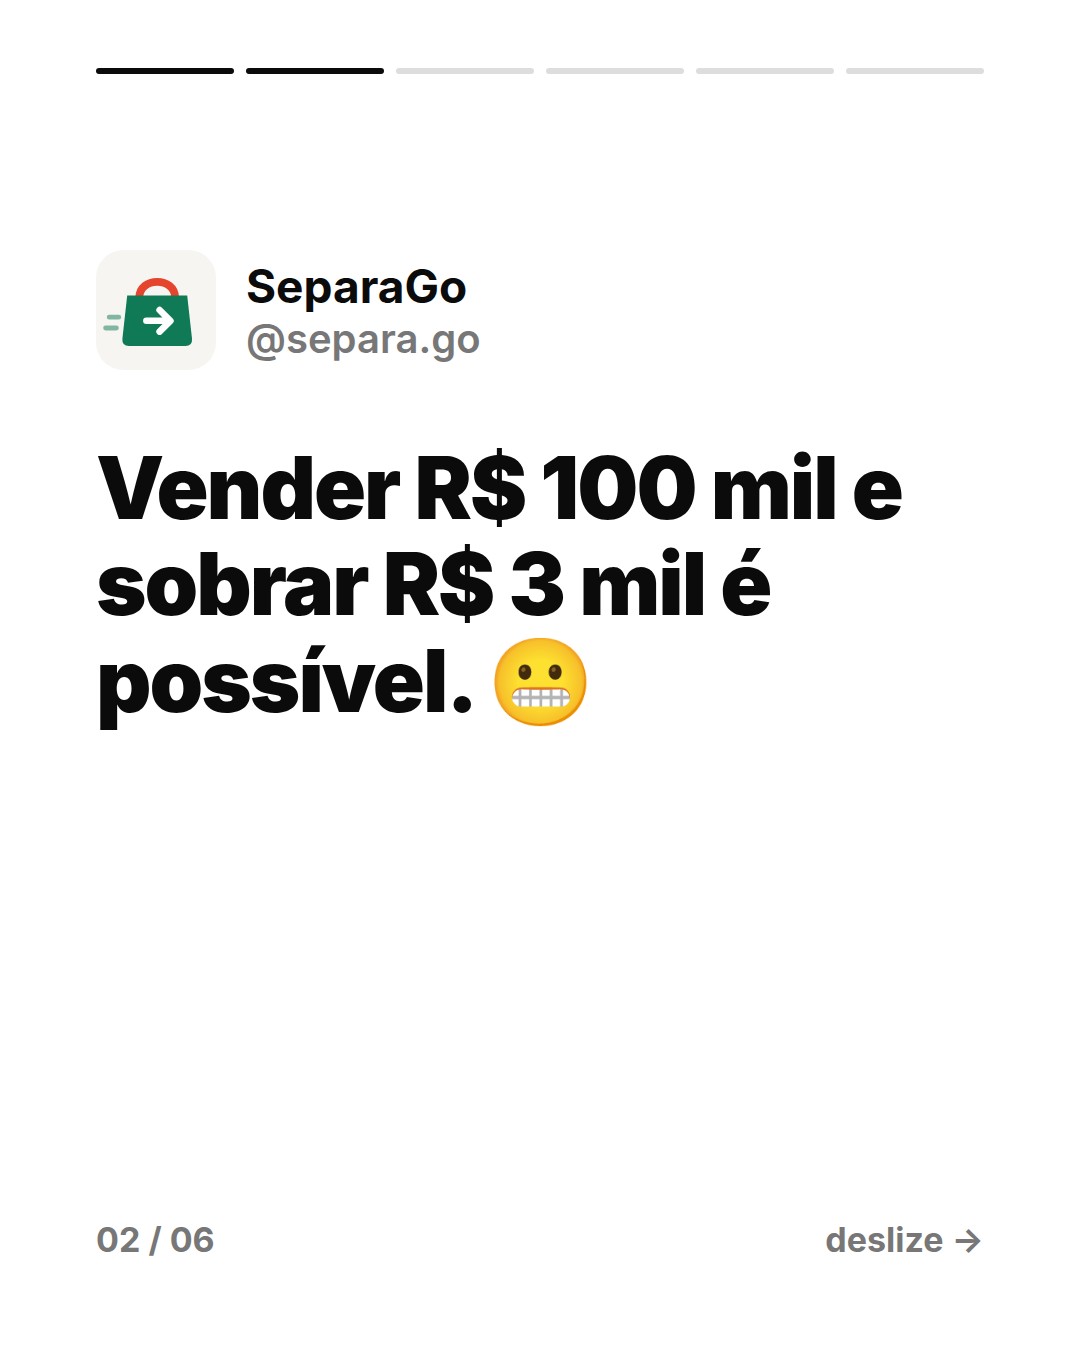 SeparaGo
@separa.go
Vender R$ 100 mil e
sobrar R$ 3 mil é
possível. 😬
02 / 06
deslize →